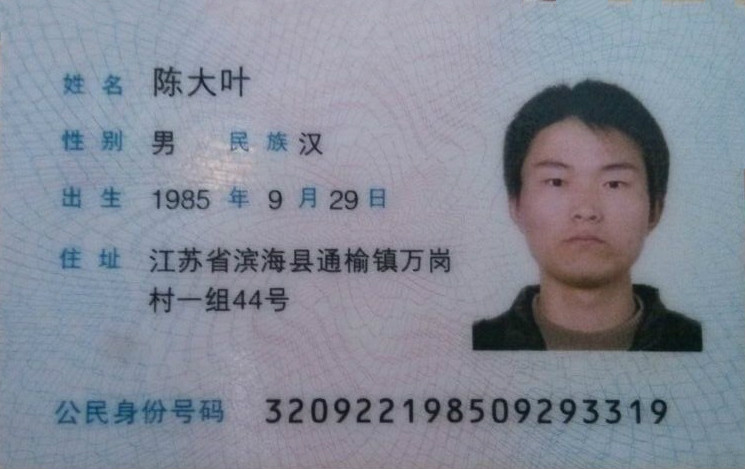 姓名 陈大叶
性别 男 民族 汉
出生 1985 年 9 月 29 日
住址 江苏省滨海县通榆镇万岗
村一组44号
公民身份号码 320922198509293319